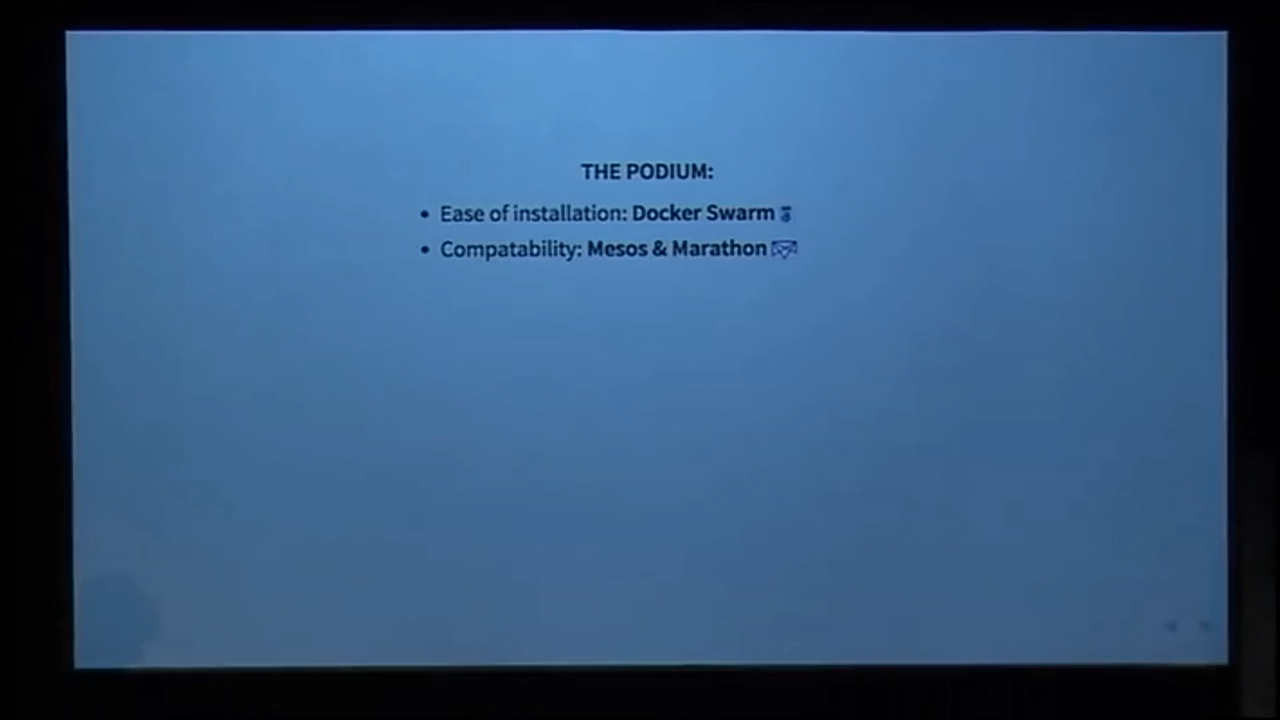 THE PODIUM:
• Ease of installation: Docker Swarm
• Compatability: Mesos & Marathon